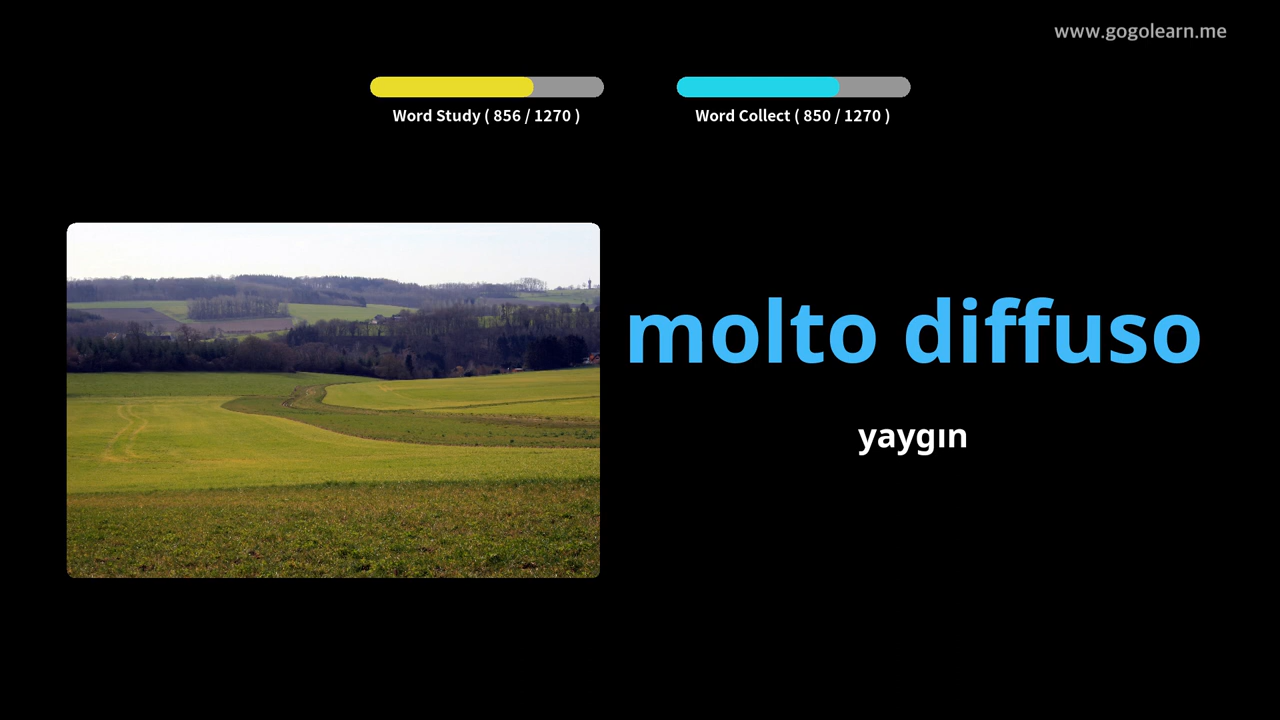 www.gogolearn.me
Word Study ( 856 / 1270 )
Word Collect ( 850 / 1270 )
molto diffuso
yaygın